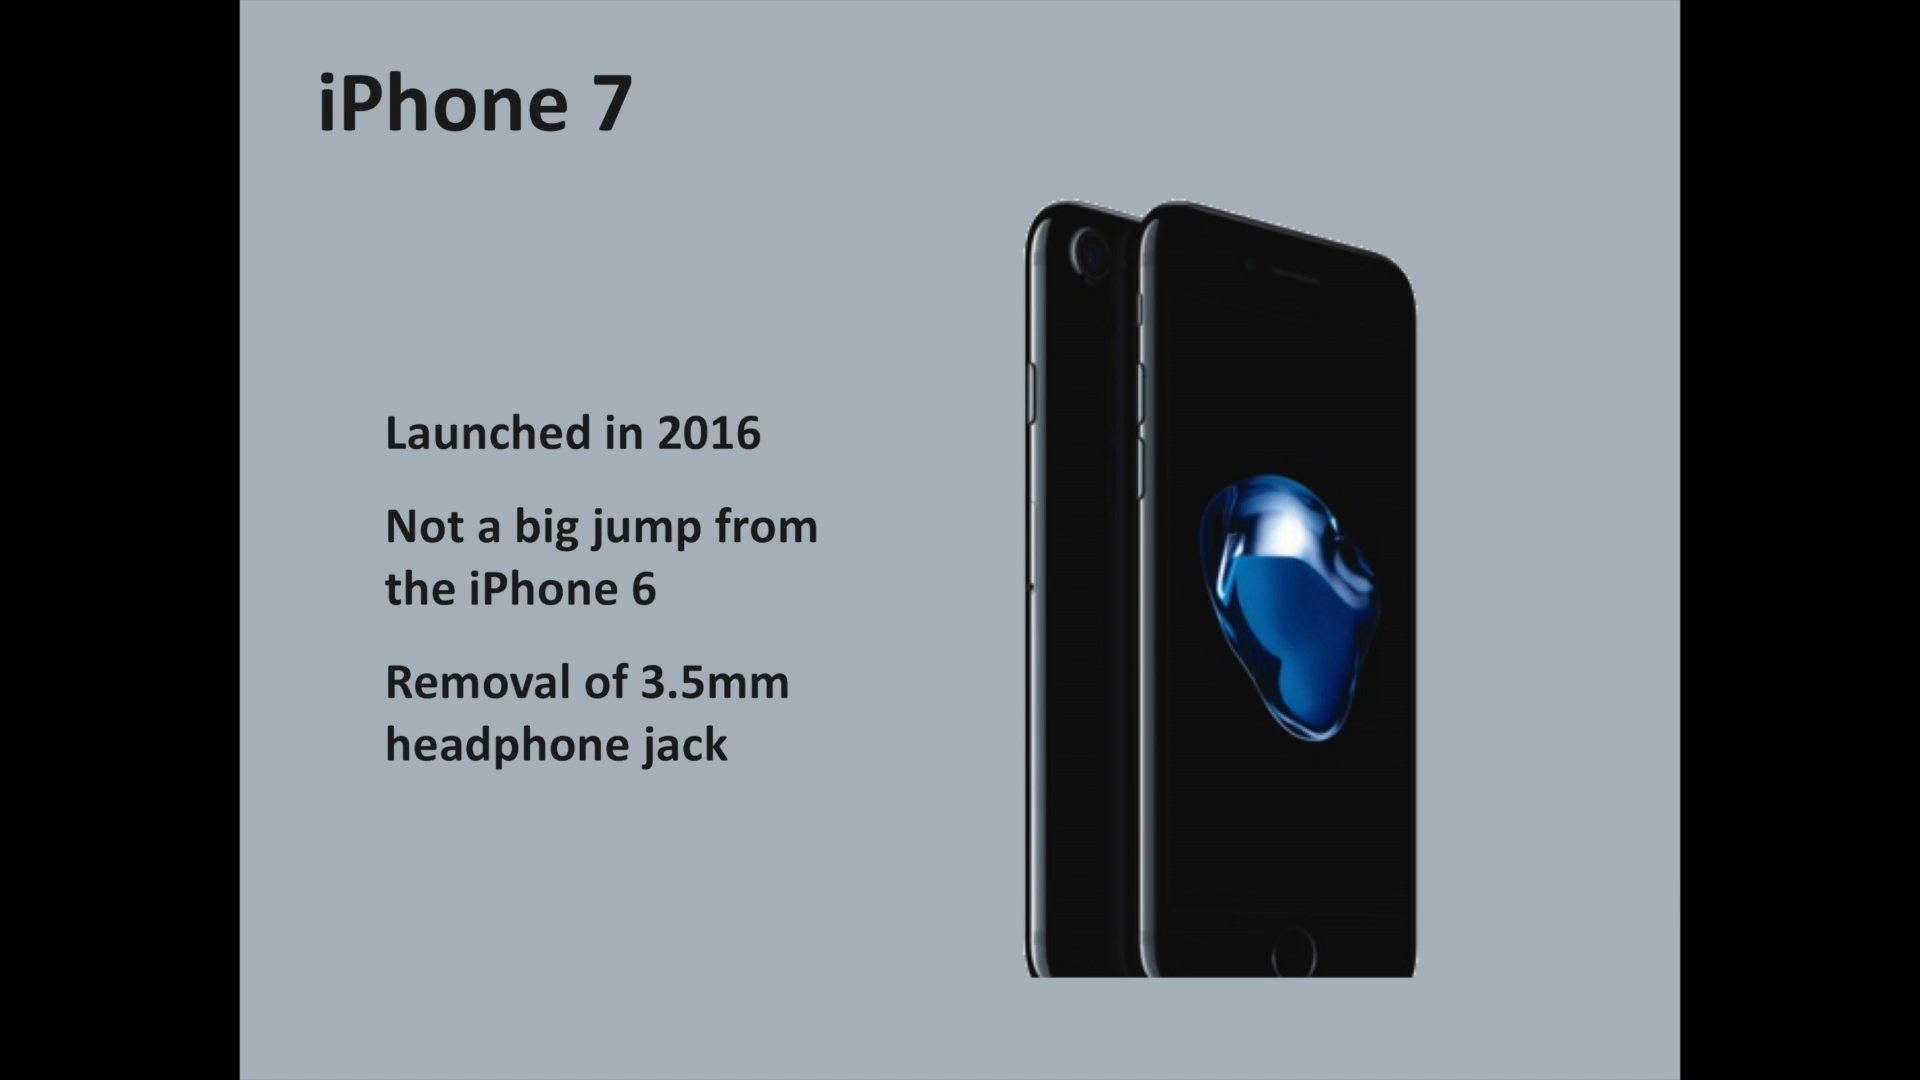 iPhone 7
Launched in 2016
Not a big jump from
the iPhone 6
Removal of 3.5mm
headphone jack